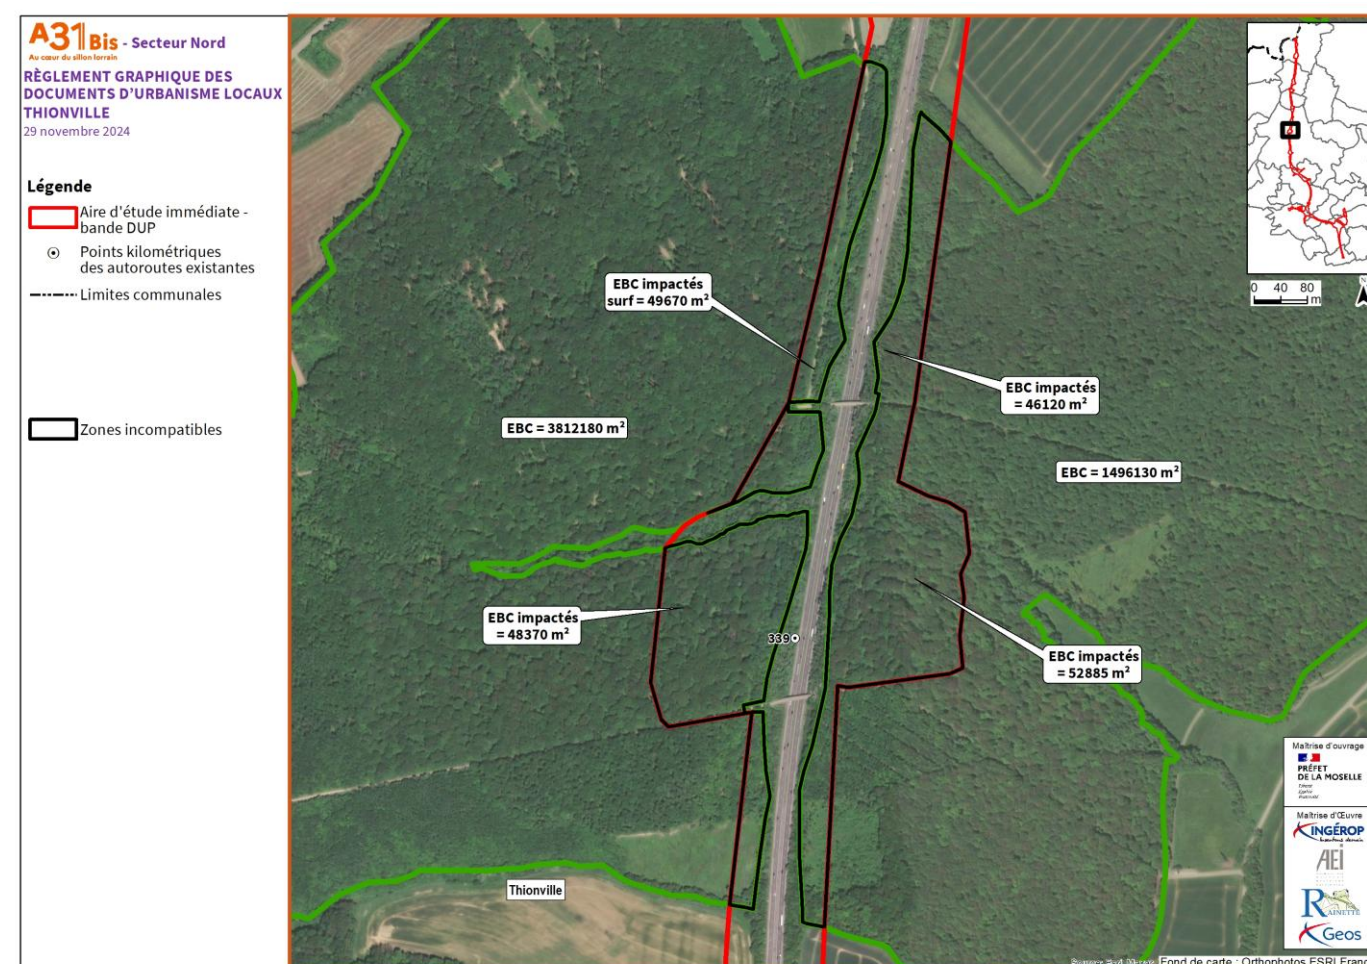 A31 Bis - Secteur Nord
Au cœur du sillon lorrain
RÈGLEMENT GRAPHIQUE DES
DOCUMENTS D’URBANISME LOCAUX
THIONVILLE
29 novembre 2024
Légende
Aire d'étude immédiate -
bande DUP
Points kilométriques
des autoroutes existantes
Limites communales
Zones incompatibles
EBC impactés
surf = 49670 m²
EBC impactés
= 46120 m²
EBC = 3812180 m²
EBC = 1496130 m²
EBC impactés
= 48370 m²
339
EBC impactés
= 52885 m²
Thionville
0 40 80
m
Maîtrise d'ouvrage
PRÉFET
DE LA MOSELLE
Maîtrise d'Œuvre
INGÉROP
AEI
RAINETTE
Geos
Fond de carte : Orthophotos ESRI Franc